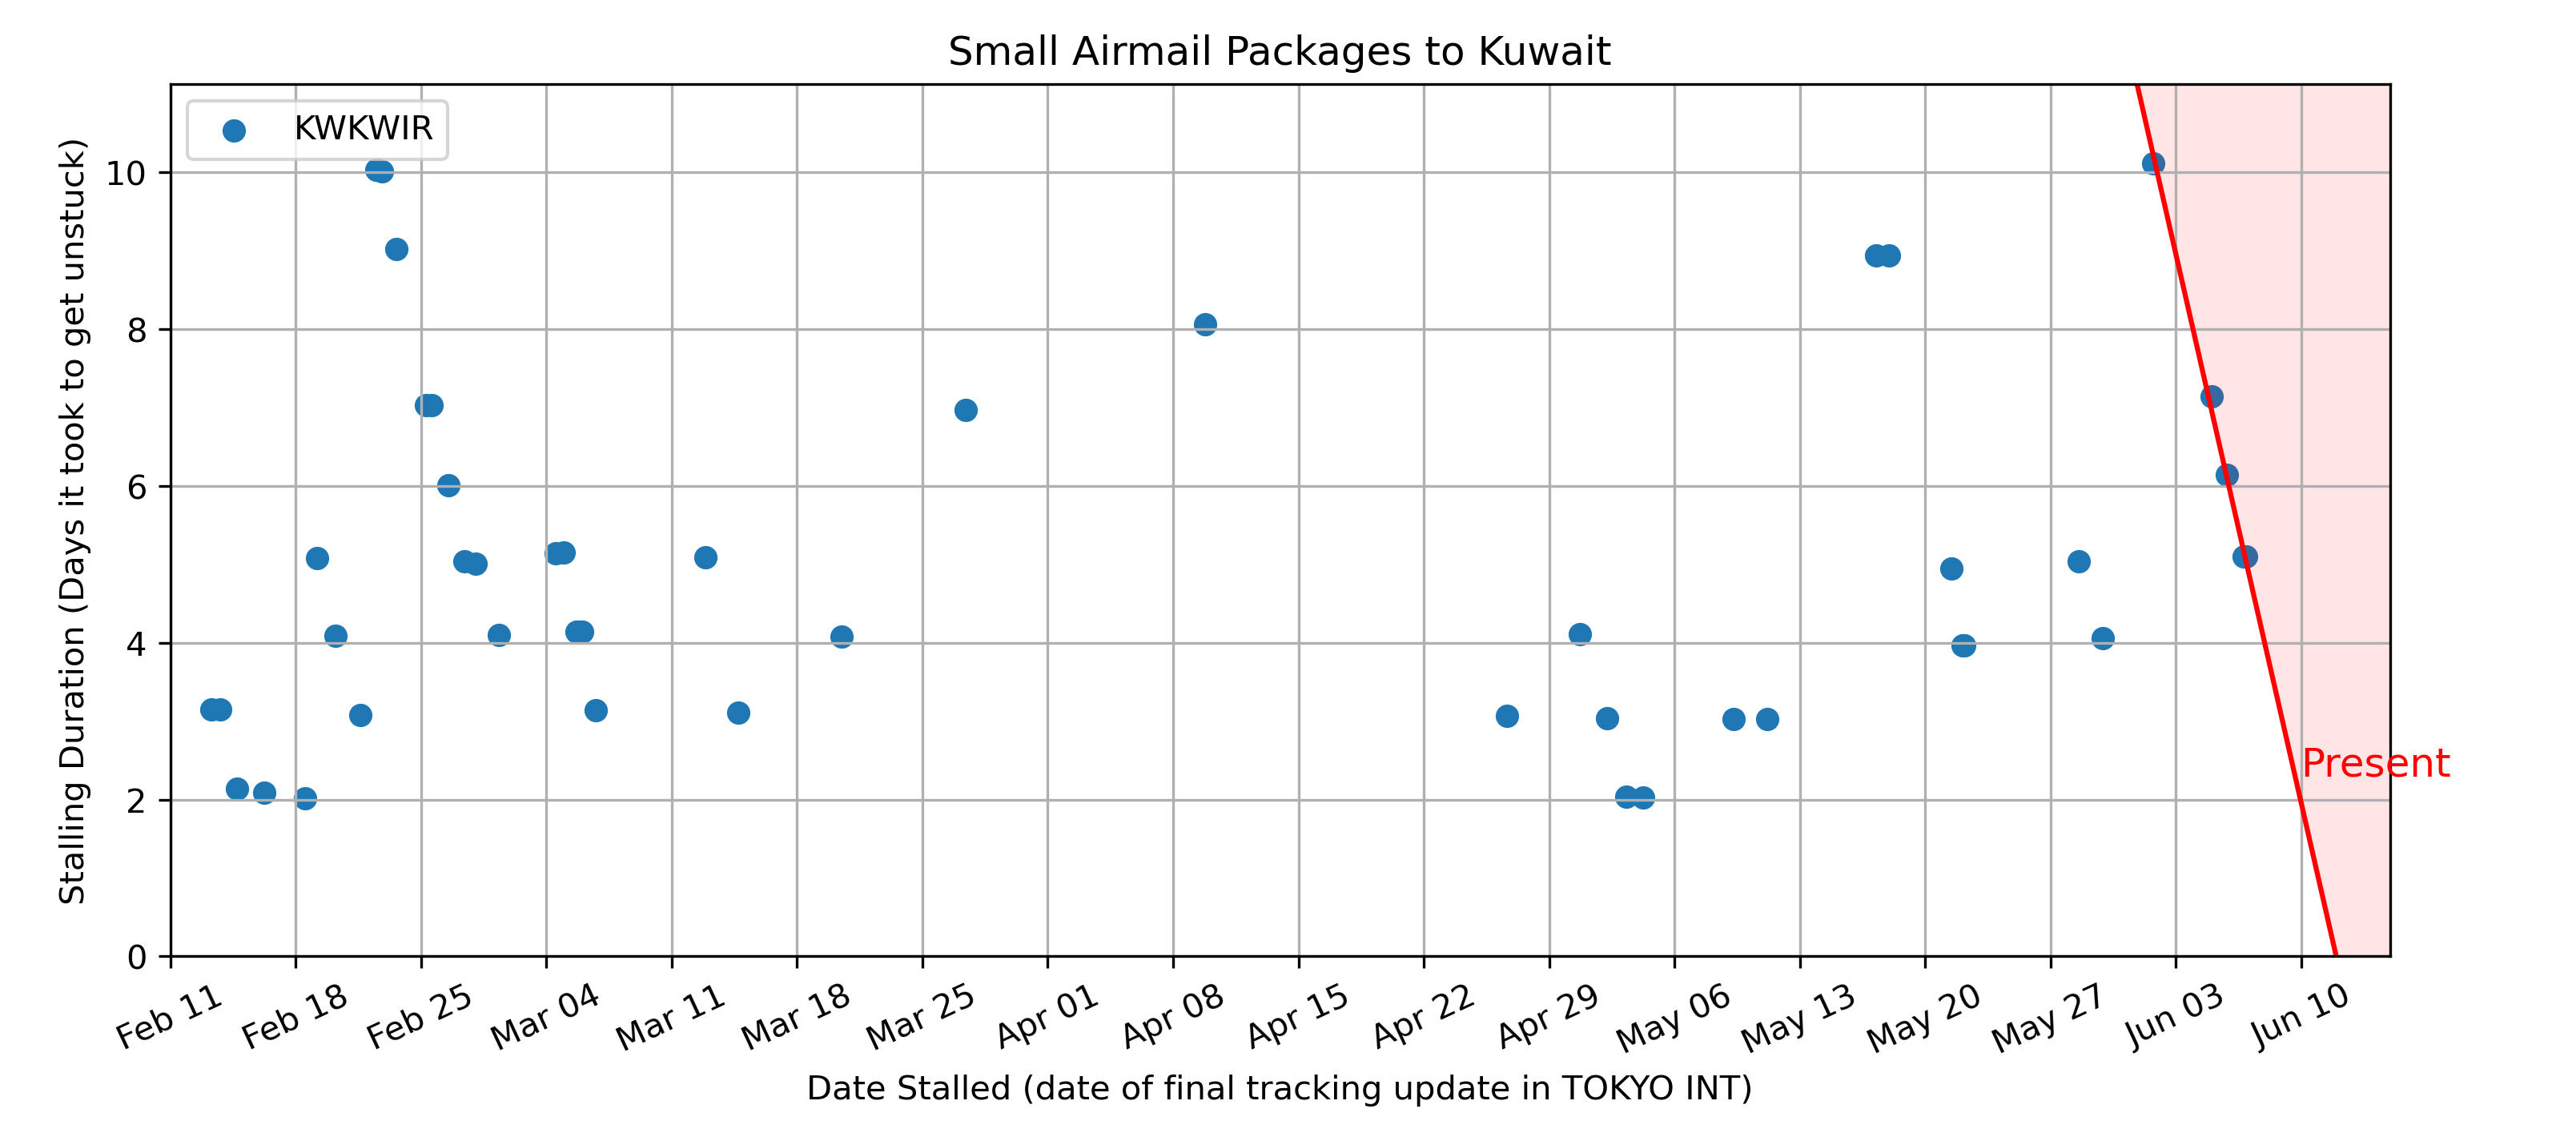 Small Airmail Packages to Kuwait
KWKWIR
Stalling Duration (Days it took to get unstuck)
10
8
6
4
2
0
Present
Feb 11
Feb 18
Feb 25
Mar 04
Mar 11
Mar 18
Mar 25
Apr 01
Apr 08
Apr 15
Apr 22
Apr 29
May 06
May 13
May 20
May 27
Jun 03
Jun 10
Date Stalled (date of final tracking update in TOKYO INT)